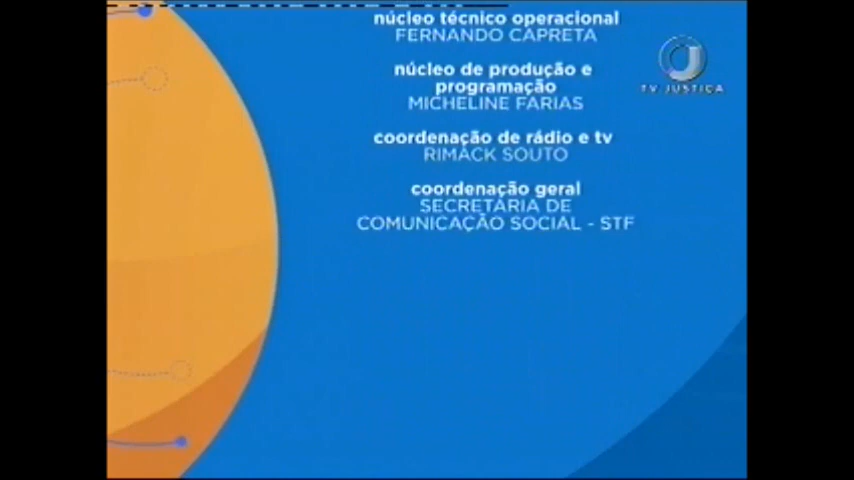 núcleo técnico operacional
FERNANDO CAPRETA
núcleo de produção e
programação
MICHELINE FARIAS
coordenação de rádio e tv
RIMACK SOUTO
coordenação geral
SECRETARIA DE
COMUNICAÇÃO SOCIAL - STF
TV JUSTIÇA